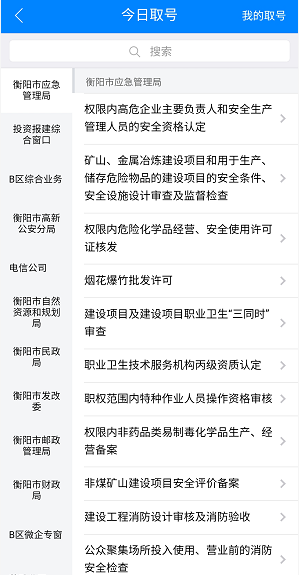 今日取号
我的取号
搜索
衡阳市应急
管理局
投资报建综
合窗口
B区综合业务
衡阳市高新
公安分局
电信公司
衡阳市自然
资源和规划
局
衡阳市民政
局
衡阳市发改
委
衡阳市邮政
管理局
衡阳市财政
局
B区微企专窗
衡阳市应急管理局
权限内高危企业主要负责人和安全生产
管理人员的安全资格认定
矿山、金属冶炼建设项目和用于生产、
储存危险物品的建设项目的安全条件、
安全设施设计审查及监督检查
权限内危险化学品经营、安全使用许可
证核发
烟花爆竹批发许可
建设项目及建设项目职业卫生“三同时”
审查
职业卫生技术服务机构丙级资质认定
职权范围内特种作业人员操作资格审核
权限内非药品类易制毒化学品生产、经
营备案
非煤矿山建设项目安全评价备案
建设工程消防设计审核及消防验收
公众聚集场所投入使用、营业前的消防
安全检查